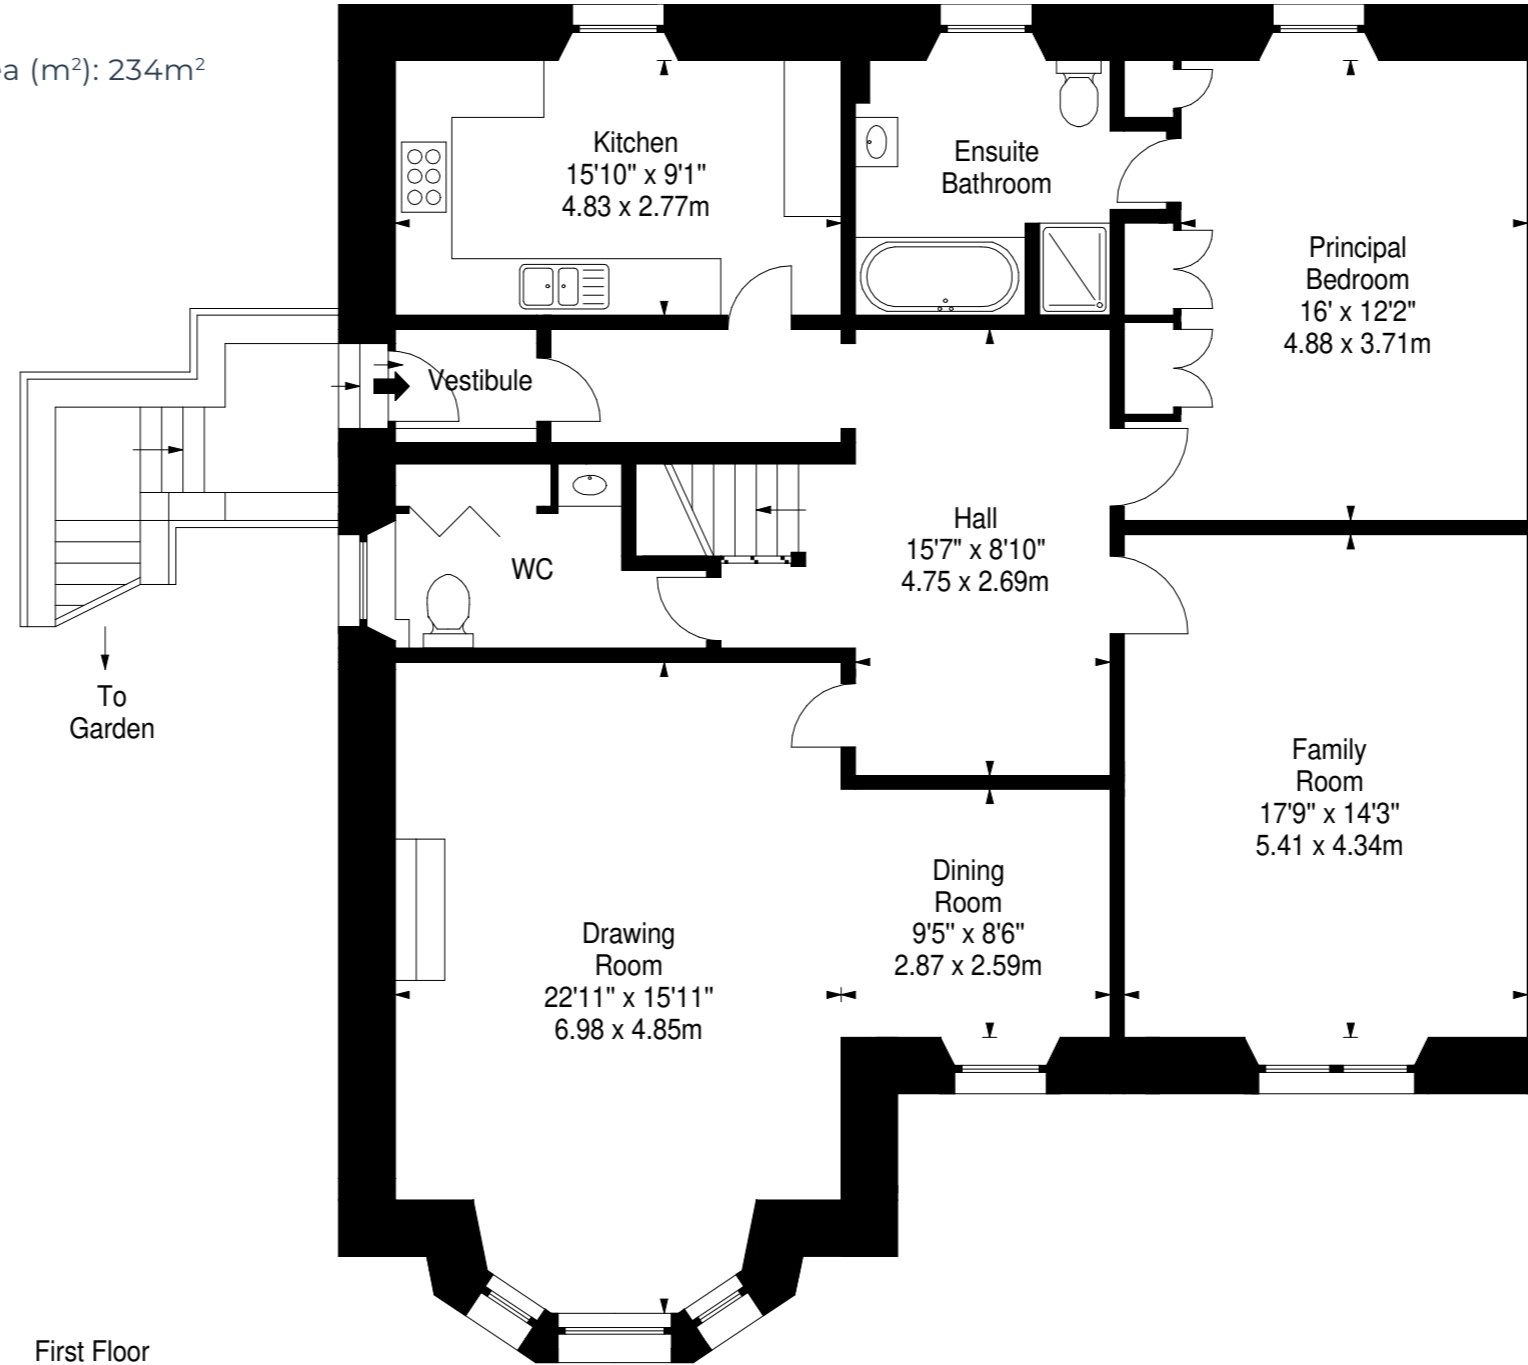 a (m²): 234m²
Kitchen
15'10" x 9'1"
4.83 x 2.77m
Ensuite
Bathroom
Principal
Bedroom
16' x 12'2"
4.88 x 3.71m
Vestibule
Hall
15'7" x 8'10"
4.75 x 2.69m
WC
To
Garden
Family
Room
17'9" x 14'3"
5.41 x 4.34m
Dining
Room
9'5" x 8'6"
2.87 x 2.59m
Drawing
Room
22'11" x 15'11"
6.98 x 4.85m
First Floor